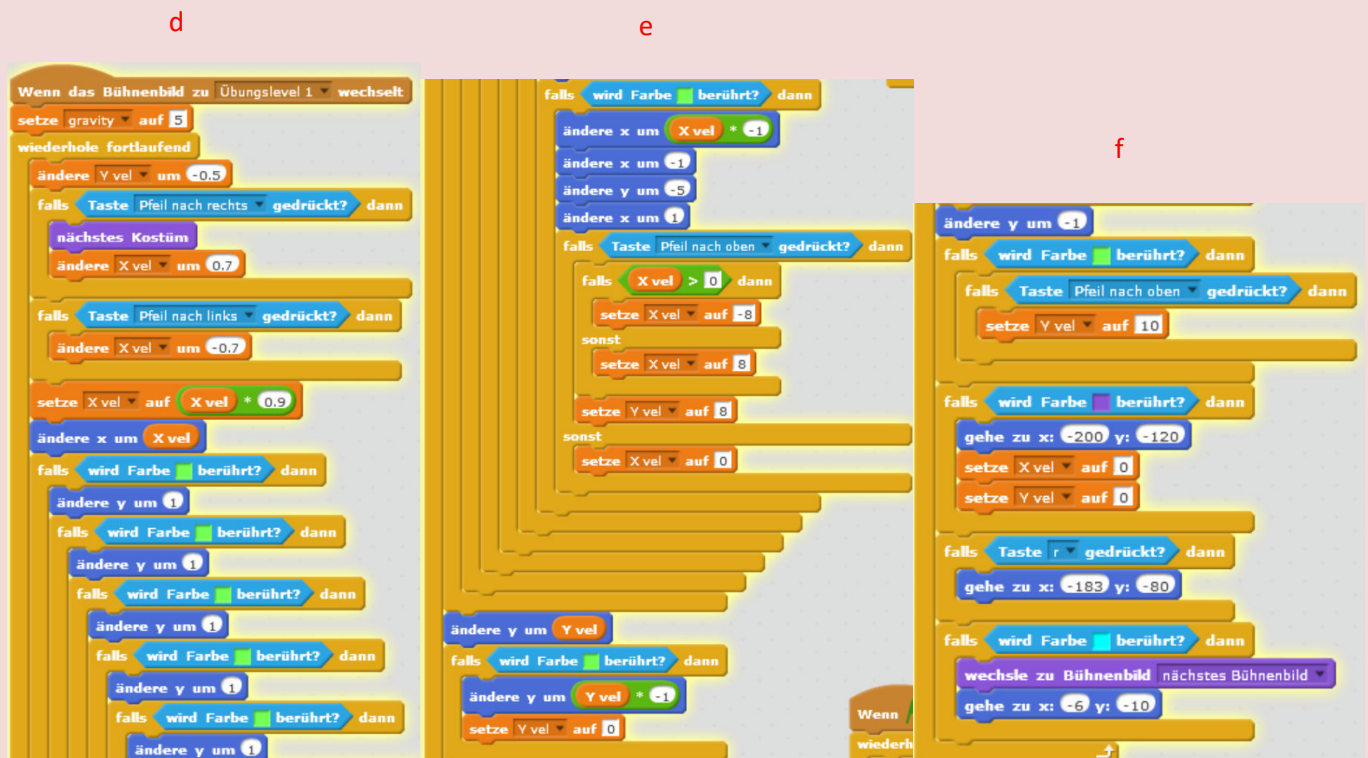 d
Wenn das Bühnenbild zu Übungslevel 1 wechselt
setze gravity auf 5
wiederhole fortlaufend
ändere Y vel um -0.5
falls Taste Pfeil nach rechts gedrückt? dann
nächstes Kostüm
ändere X vel um 0.7
falls Taste Pfeil nach links gedrückt? dann
ändere X vel um -0.7
setze X vel auf X vel * 0.9
ändere x um X vel
falls wird Farbe berührt? dann
ändere y um 1
falls wird Farbe berührt? dann
ändere y um 1
falls wird Farbe berührt? dann
ändere y um 1
falls wird Farbe berührt? dann
ändere y um 1
falls wird Farbe berührt? dann
ändere y um 1
e
falls wird Farbe berührt? dann
ändere x um X vel * -1
ändere x um -1
ändere y um -5
ändere x um 1
falls Taste Pfeil nach oben gedrückt? dann
falls X vel > 0 dann
setze X vel auf -8
sonst
setze X vel auf 8
setze Y vel auf 8
sonst
setze X vel auf 0
ändere y um Y vel
falls wird Farbe berührt? dann
ändere y um Y vel * -1
setze Y vel auf 0
Wenn
wiederh
f
ändere y um -1
falls wird Farbe berührt? dann
falls Taste Pfeil nach oben gedrückt? dann
setze Y vel auf 10
falls wird Farbe berührt? dann
gehe zu x: -200 y: -120
setze X vel auf 0
setze Y vel auf 0
falls Taste r gedrückt? dann
gehe zu x: -183 y: -80
falls wird Farbe berührt? dann
wechsle zu Bühnenbild nächstes Bühnenbild
gehe zu x: -6 y: -10